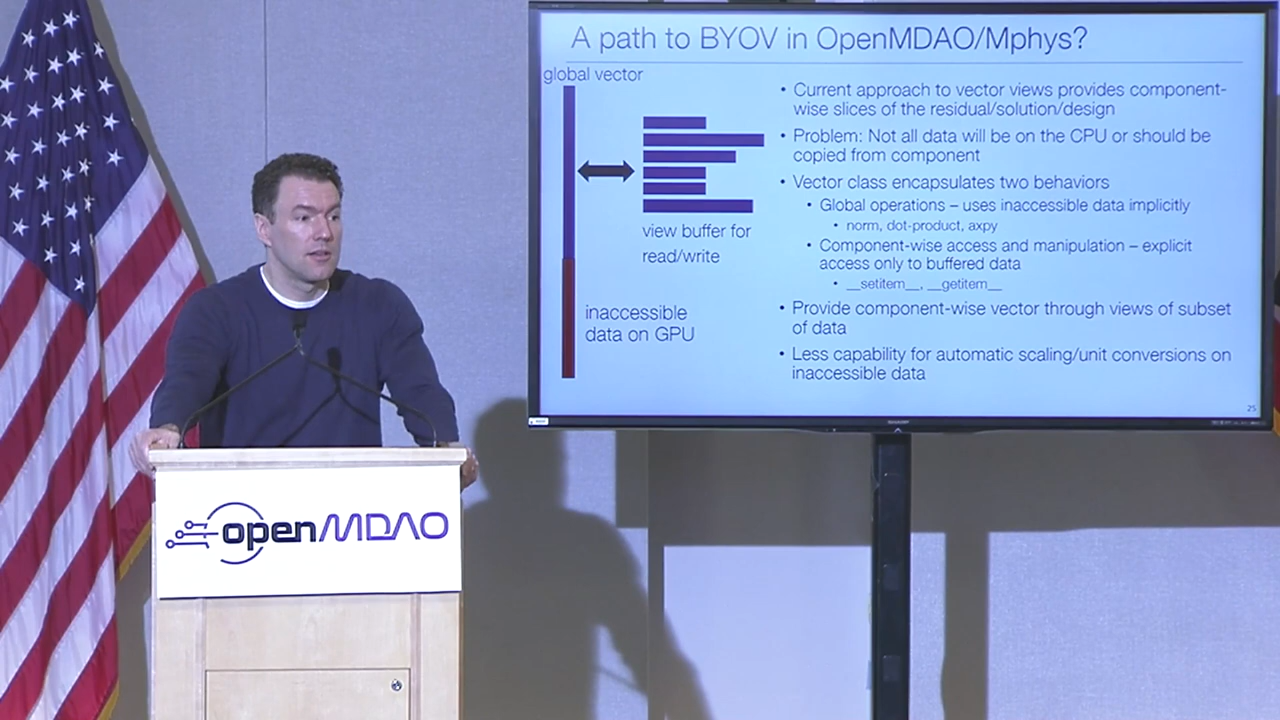 A path to BYOV in OpenMDAO/Mphys?
global vector
view buffer for
read/write
inaccessible
data on GPU
• Current approach to vector views provides component-
wise slices of the residual/solution/design
• Problem: Not all data will be on the CPU or should be
copied from component
• Vector class encapsulates two behaviors
• Global operations – uses inaccessible data implicitly
• norm, dot-product, axpy
• Component-wise access and manipulation – explicit
access only to buffered data
• __setitem__, __getitem__
• Provide component-wise vector through views of subset
of data
• Less capability for automatic scaling/unit conversions on
inaccessible data
25
openMDAO